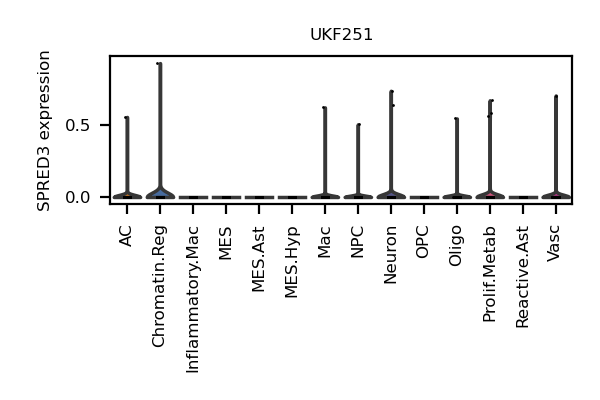 UKF251
SPRED3 expression
0.5
0.0
AC
Chromatin.Reg
Inflammatory.Mac
MES
MES.Ast
MES.Hyp
Mac
NPC
Neuron
OPC
Oligo
Prolif.Metab
Reactive.Ast
Vasc